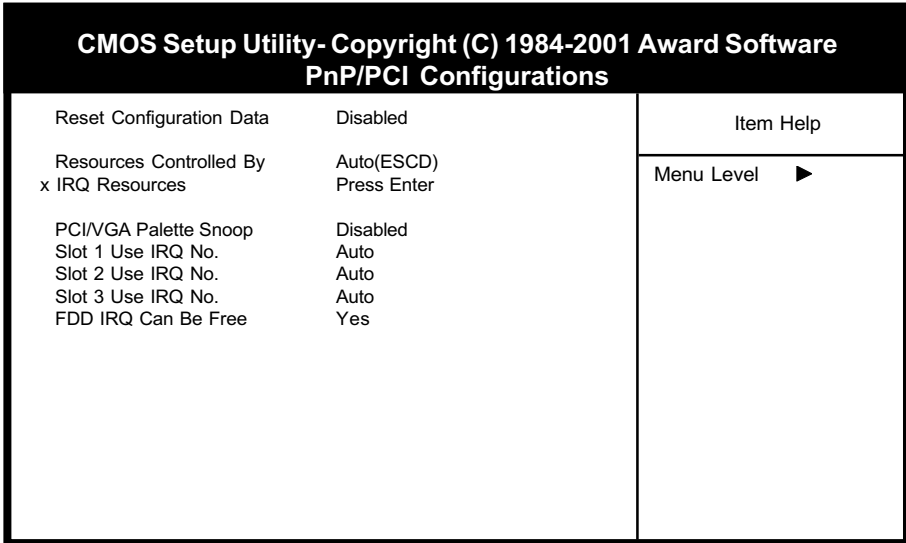 CMOS Setup Utility- Copyright (C) 1984-2001 Award Software
PnP/PCI Configurations
Reset Configuration Data Disabled
Resources Controlled By Auto(ESCD)
x IRQ Resources Press Enter
PCI/VGA Palette Snoop Disabled
Slot 1 Use IRQ No. Auto
Slot 2 Use IRQ No. Auto
Slot 3 Use IRQ No. Auto
FDD IRQ Can Be Free Yes
Item Help
Menu Level ▶